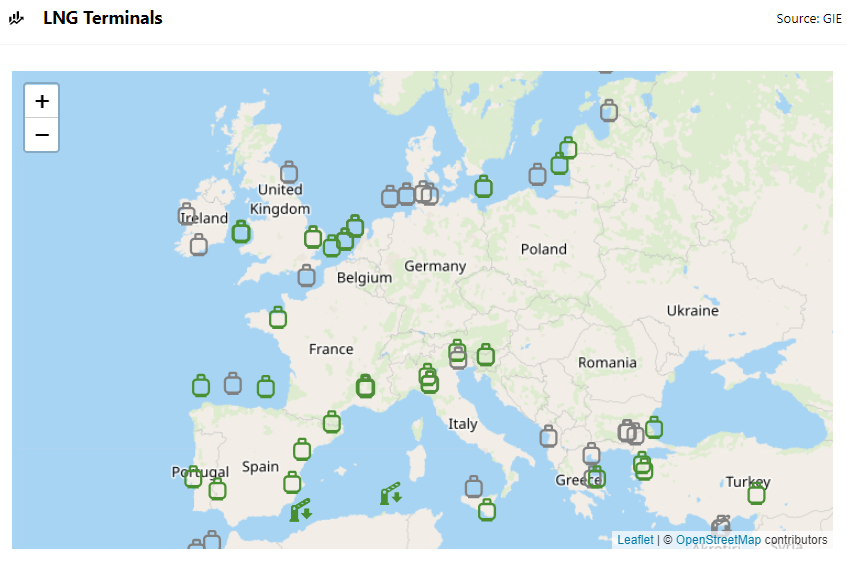 LNG Terminals
Source: GIE
+
−
United
Kingdom
Ireland
Belgium
Germany
Poland
Ukraine
France
Romania
Italy
Portugal
Spain
Greece
Turkey
Leaflet | © OpenStreetMap contributors